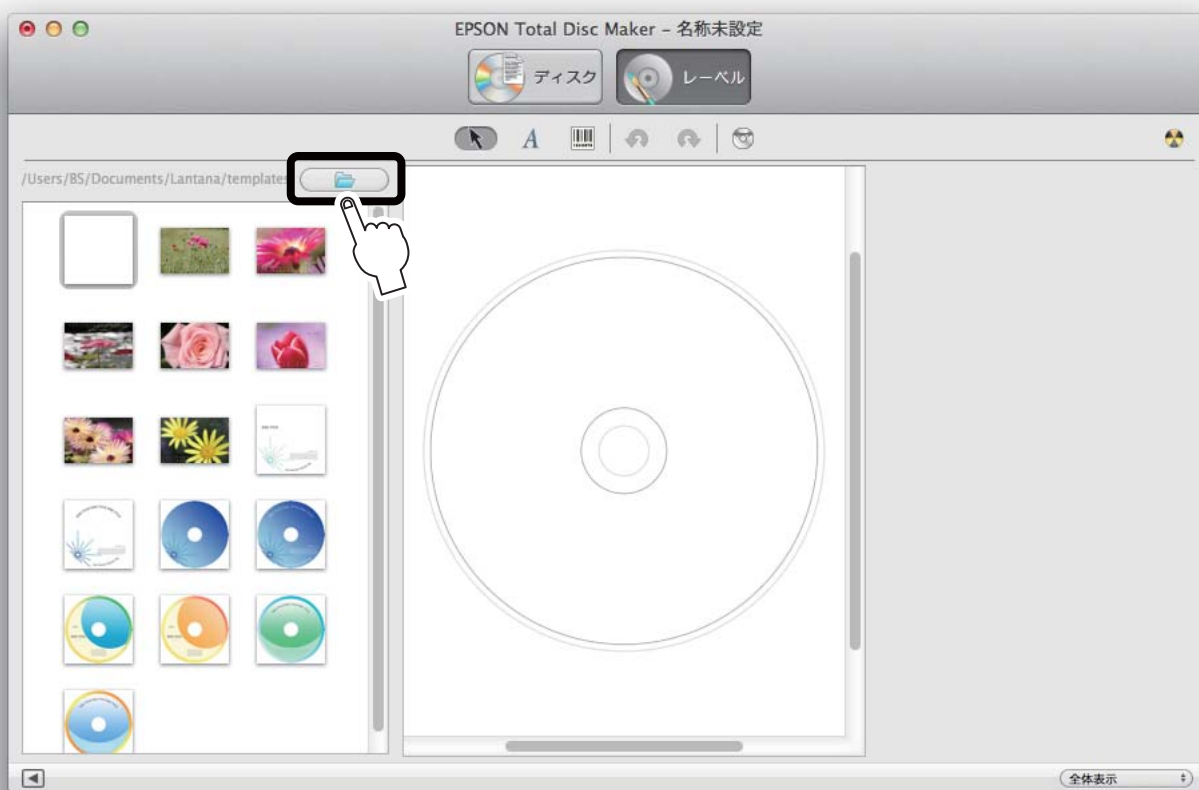 EPSON Total Disc Maker – 名称未設定
ディスク
レーベル
A
/Users/BS/Documents/Lantana/templates
全体表示